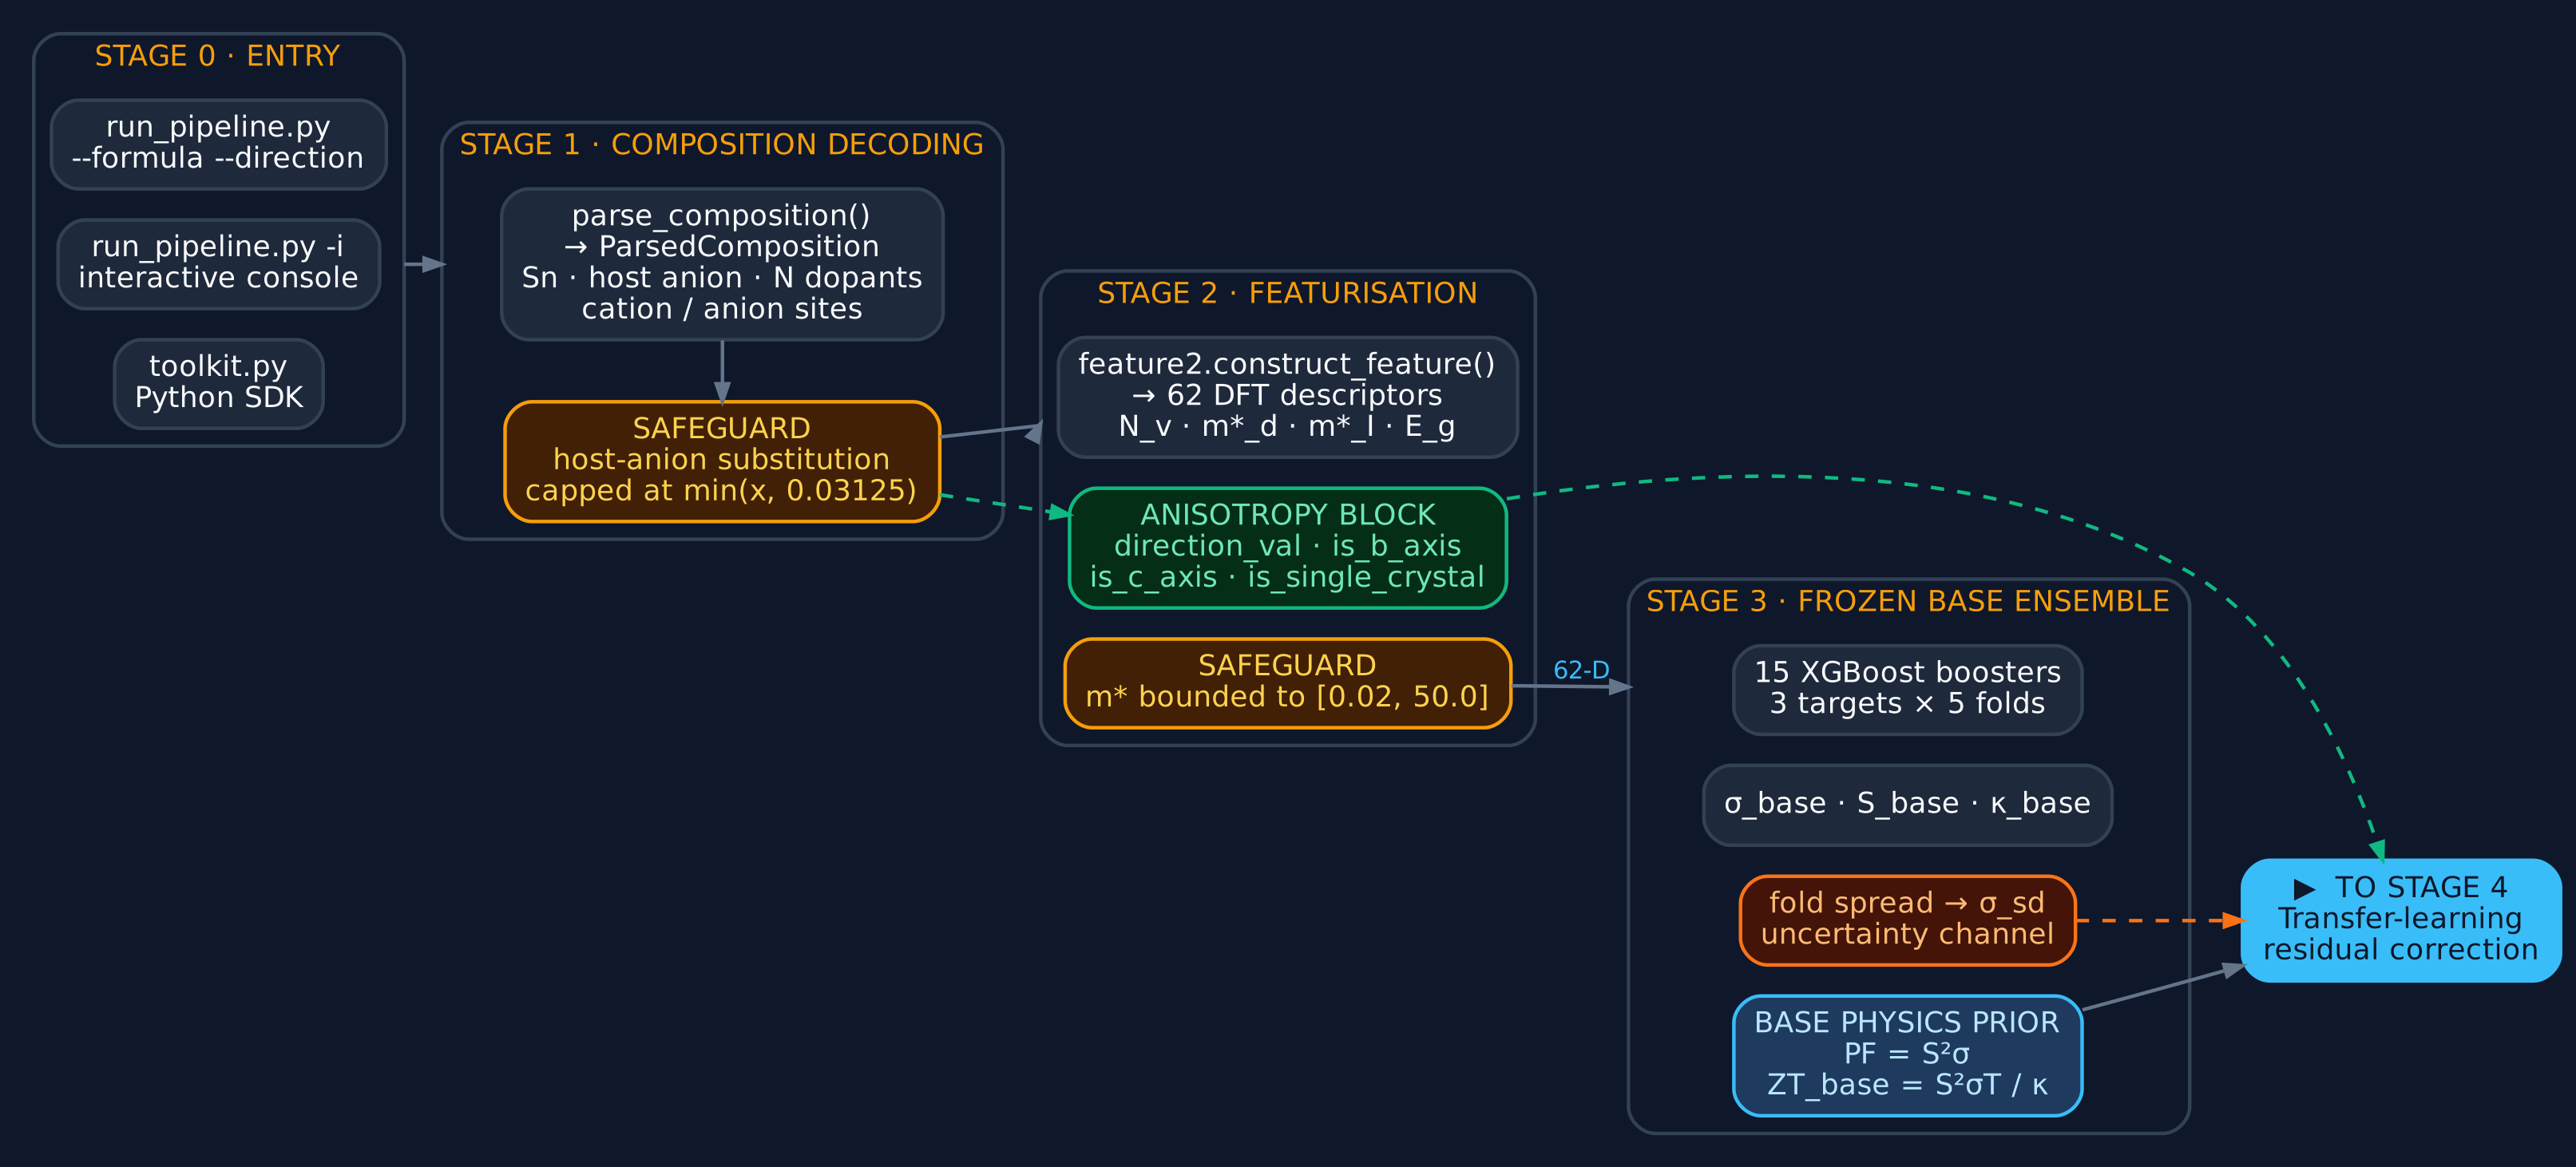 STAGE 0 · ENTRY
run_pipeline.py
--formula --direction
run_pipeline.py -i
interactive console
toolkit.py
Python SDK
STAGE 1 · COMPOSITION DECODING
parse_composition()
→ ParsedComposition
Sn · host anion · N dopants
cation / anion sites
SAFEGUARD
host-anion substitution
capped at min(x, 0.03125)
STAGE 2 · FEATURISATION
feature2.construct_feature()
→ 62 DFT descriptors
N_v · m*_d · m*_I · E_g
ANISOTROPY BLOCK
direction_val · is_b_axis
is_c_axis · is_single_crystal
SAFEGUARD
m* bounded to [0.02, 50.0]
62-D
STAGE 3 · FROZEN BASE ENSEMBLE
15 XGBoost boosters
3 targets × 5 folds
σ_base · S_base · κ_base
fold spread → σ_sd
uncertainty channel
BASE PHYSICS PRIOR
PF = S²σ
ZT_base = S²σT / κ
▶ TO STAGE 4
Transfer-learning
residual correction